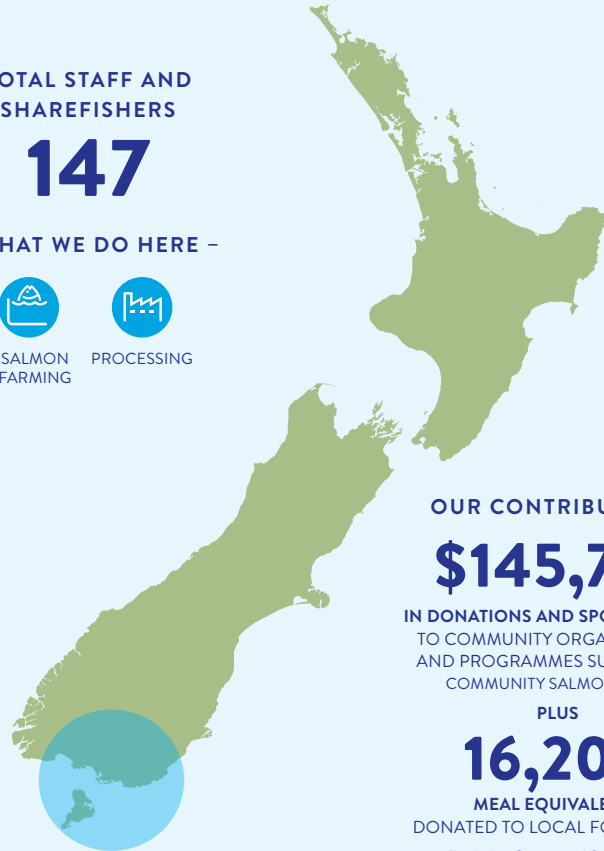 OTAL STAFF AND
SHAREFISHERS
147
HAT WE DO HERE –
SALMON
FARMING
PROCESSING
OUR CONTRIBU
$145,7
IN DONATIONS AND SPO
TO COMMUNITY ORGA
AND PROGRAMMES SU
COMMUNITY SALMO
PLUS
16,20
MEAL EQUIVALE
DONATED TO LOCAL FO